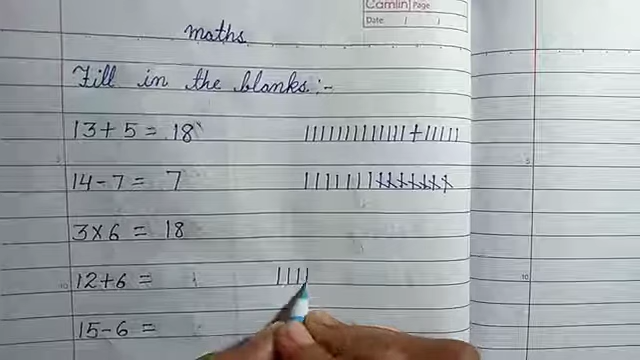 Camlin Page
Date / /
Maths
Fill in the blanks :-
13 + 5 = 18
14 - 7 = 7
3 × 6 = 18
12 + 6 =
15 - 6 =